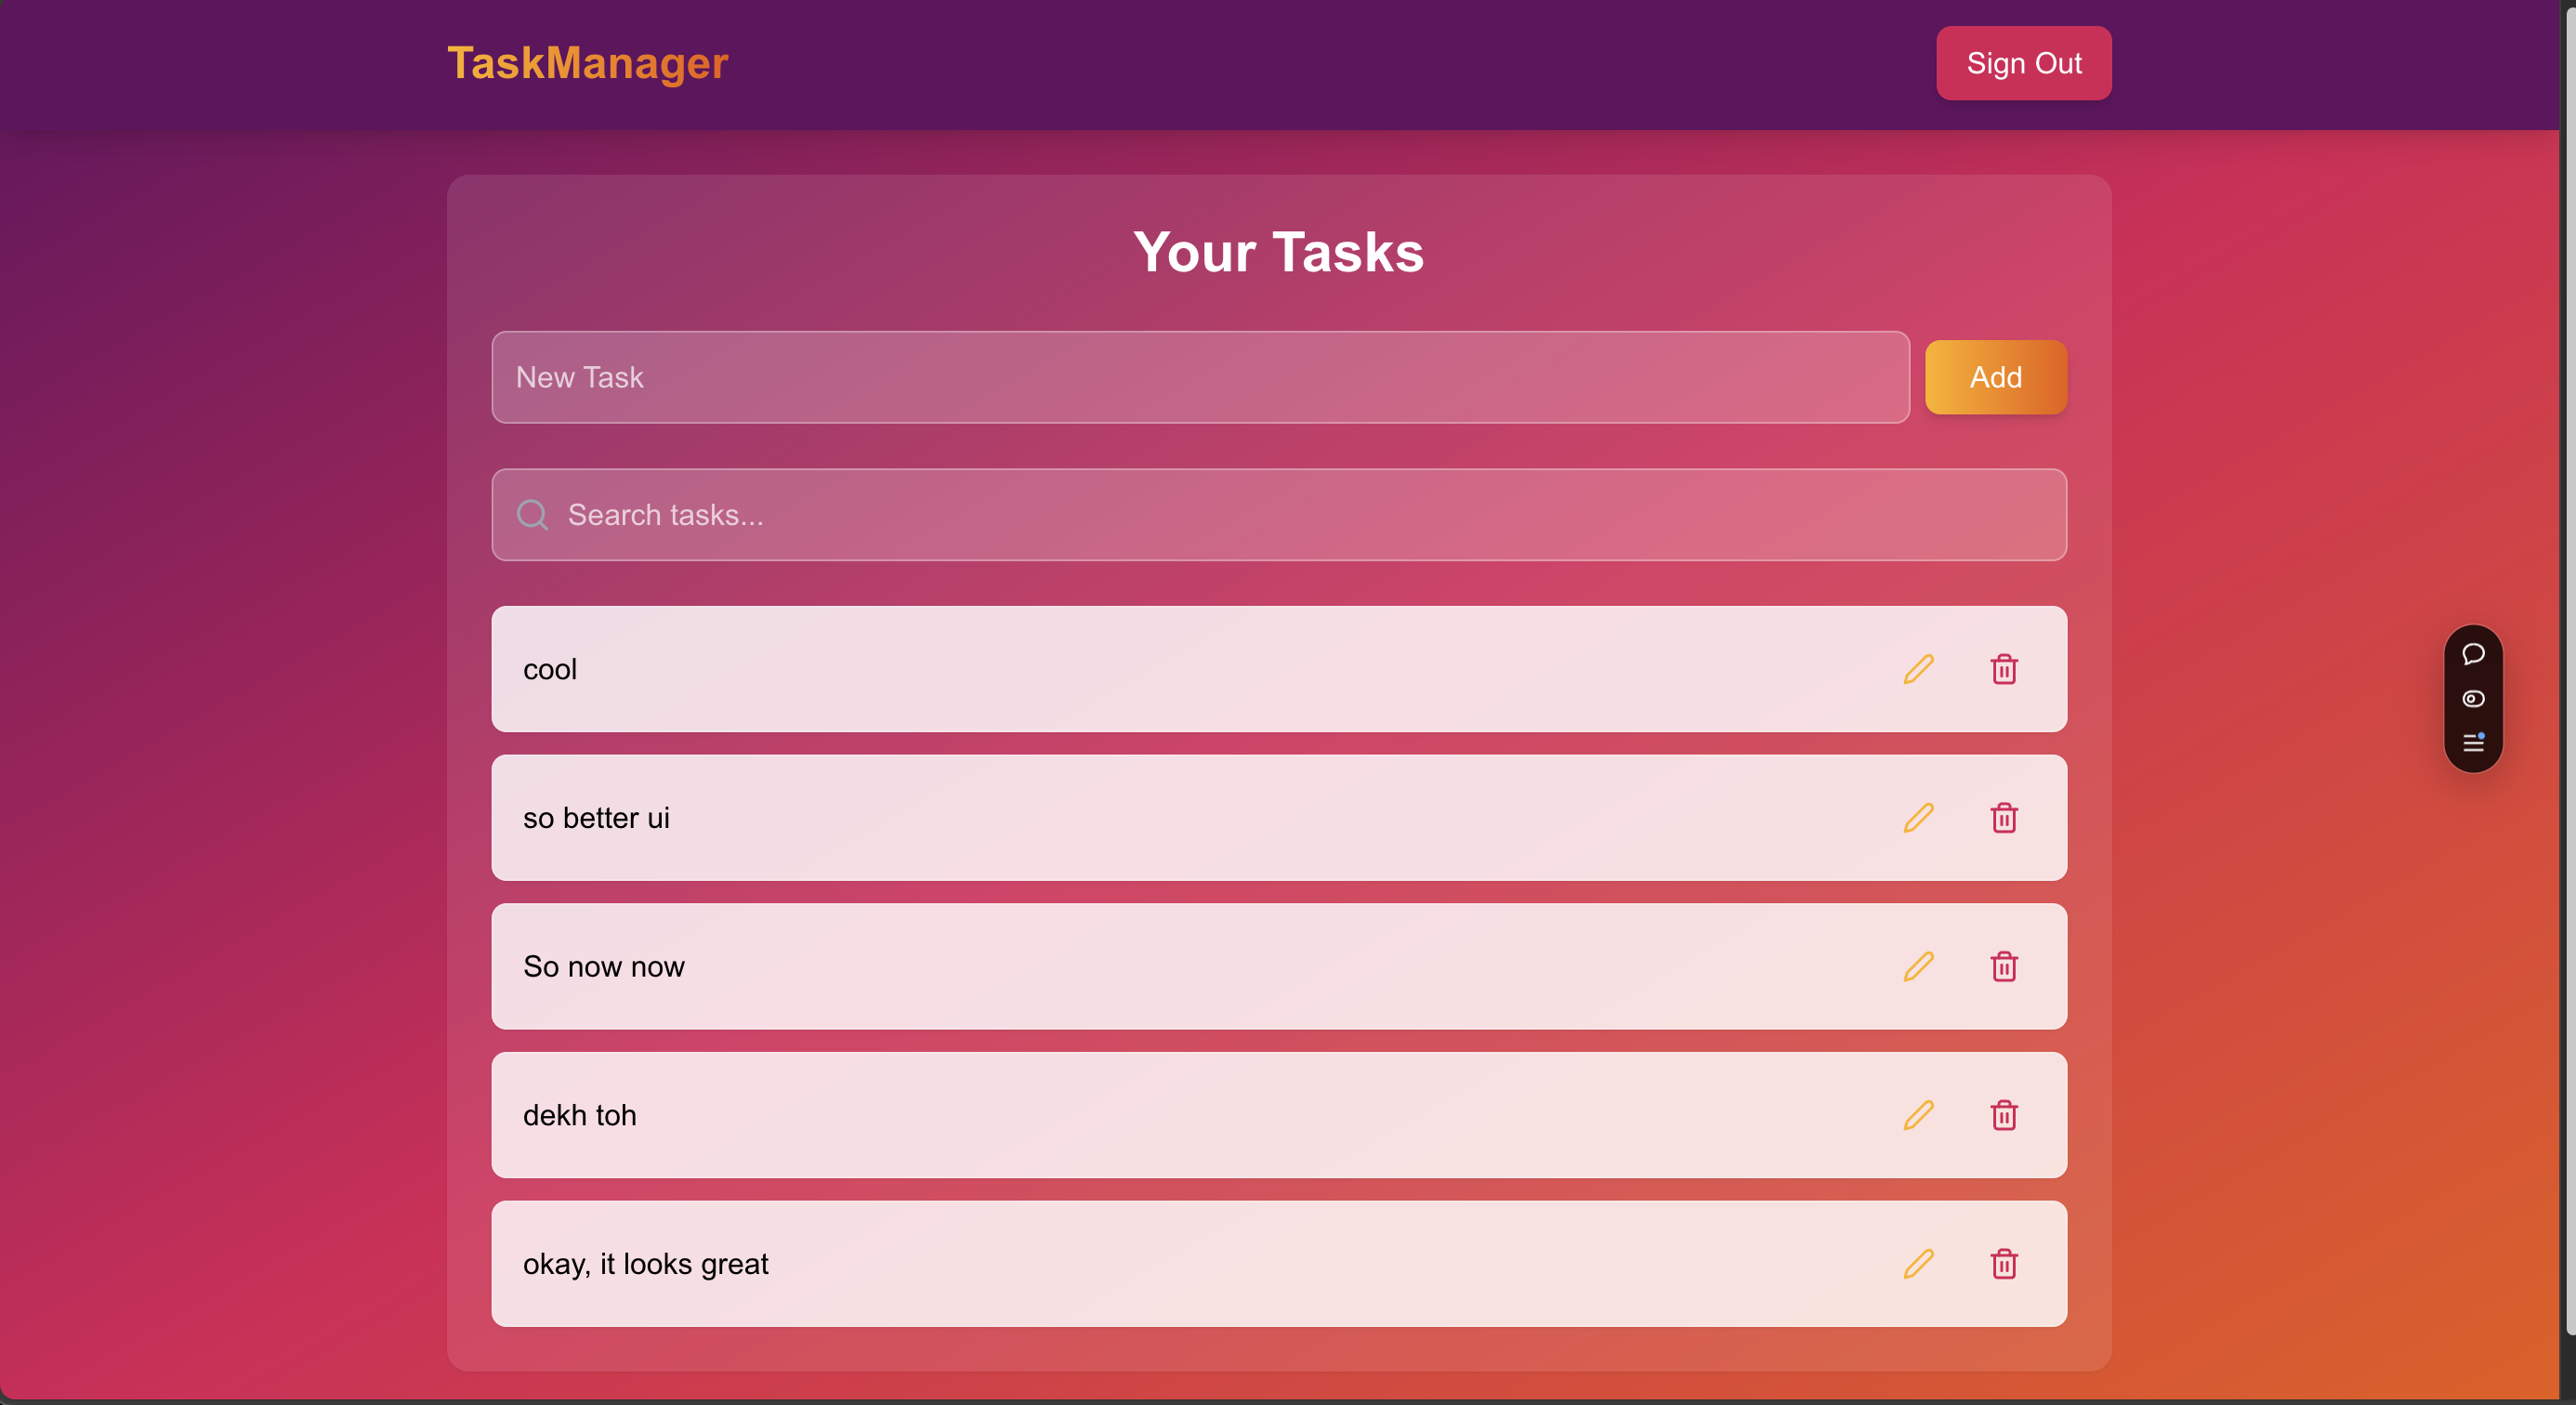 TaskManager
Sign Out
Your Tasks
New Task
Add
Search tasks...
cool
so better ui
So now now
dekh toh
okay, it looks great